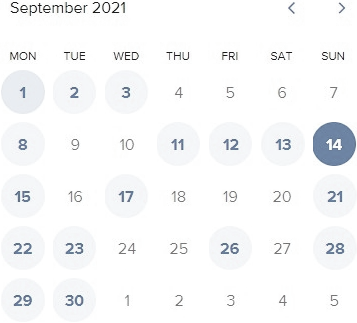 September 2021
MON TUE WED THU FRI SAT SUN
1 2 3 4 5 6 7
8 9 10 11 12 13 14
15 16 17 18 19 20 21
22 23 24 25 26 27 28
29 30 1 2 3 4 5